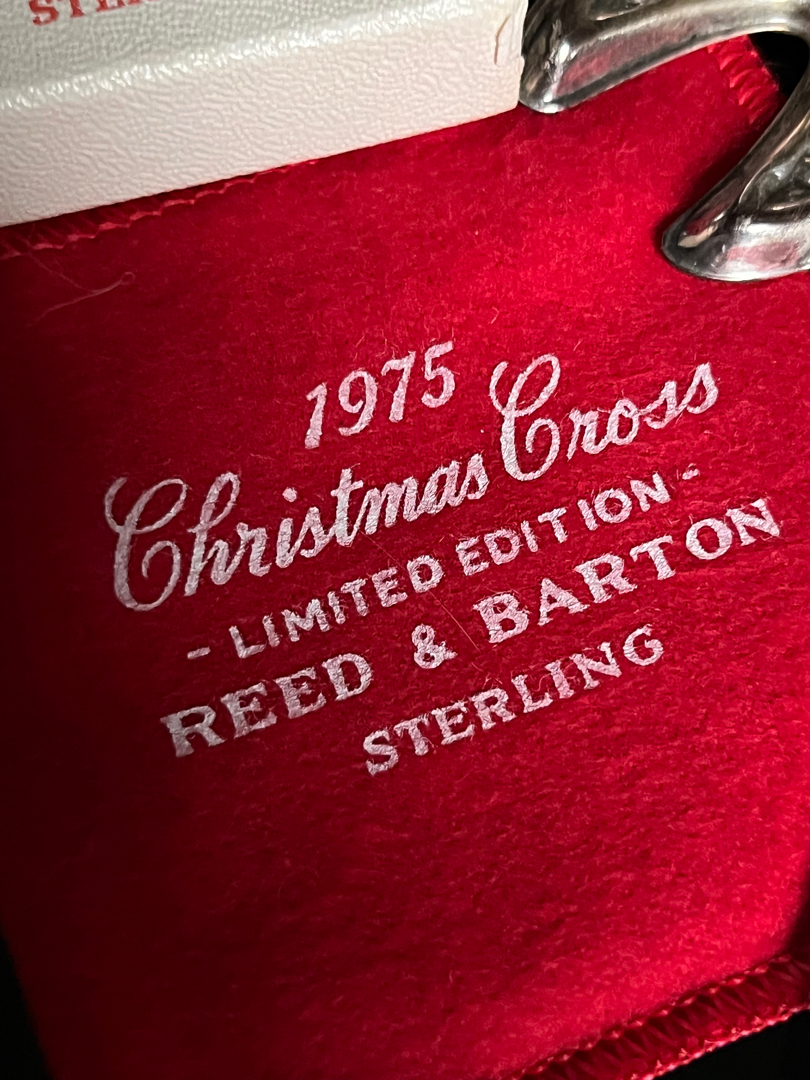 1975
Christmas Cross
- LIMITED EDITION -
REED & BARTON
STERLING